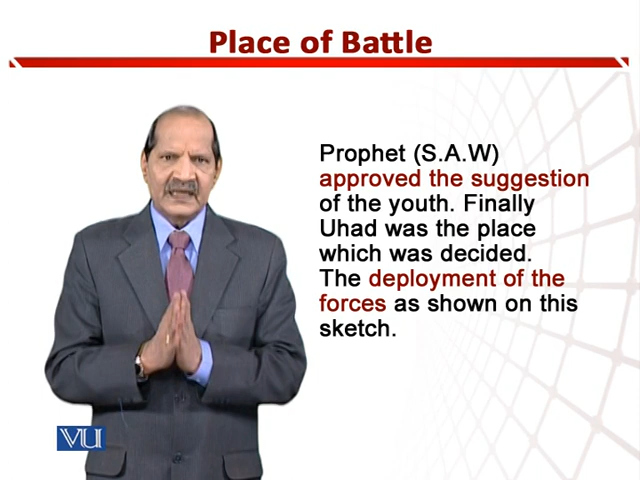 Place of Battle
Prophet (S.A.W)
approved the suggestion
of the youth. Finally
Uhad was the place
which was decided.
The deployment of the
forces as shown on this
sketch.
VU